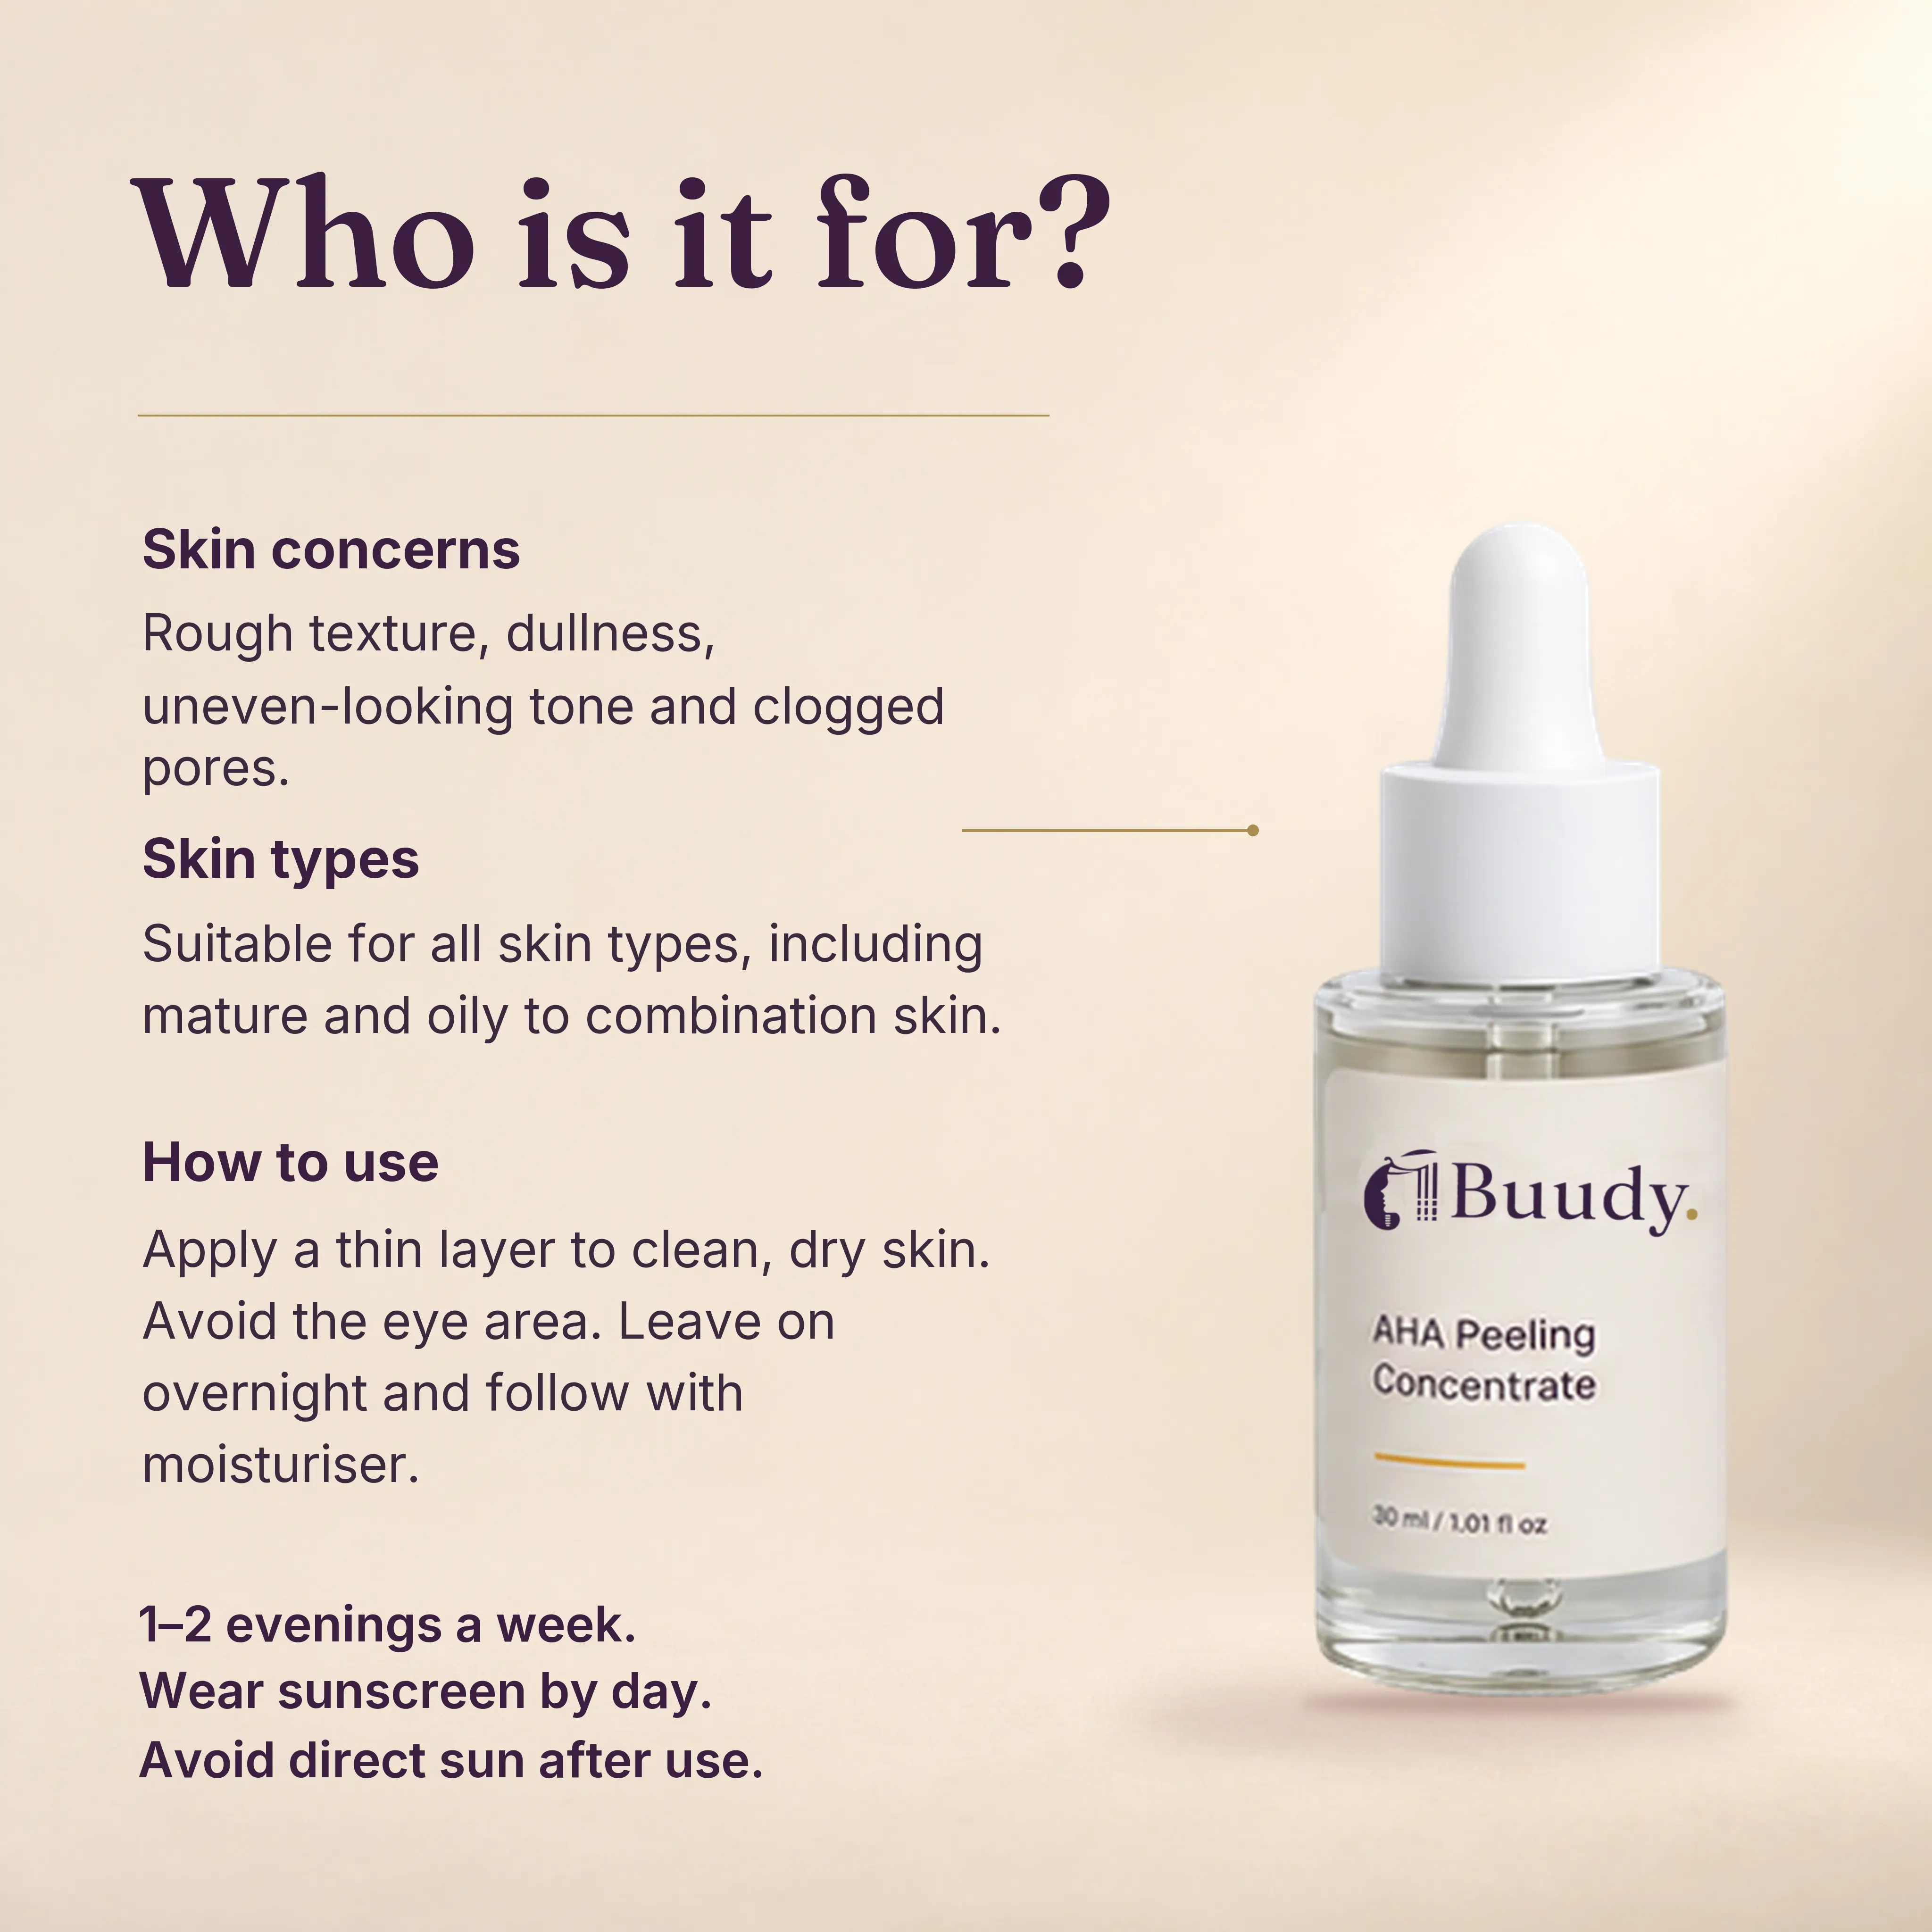 Who is it for?
Skin concerns
Rough texture, dullness,
uneven-looking tone and clogged
pores.
Skin types
Suitable for all skin types, including
mature and oily to combination skin.
How to use
Apply a thin layer to clean, dry skin.
Avoid the eye area. Leave on
overnight and follow with
moisturiser.
1–2 evenings a week.
Wear sunscreen by day.
Avoid direct sun after use.
Buudy.
AHA Peeling
Concentrate
30 ml / 1.01 fl oz